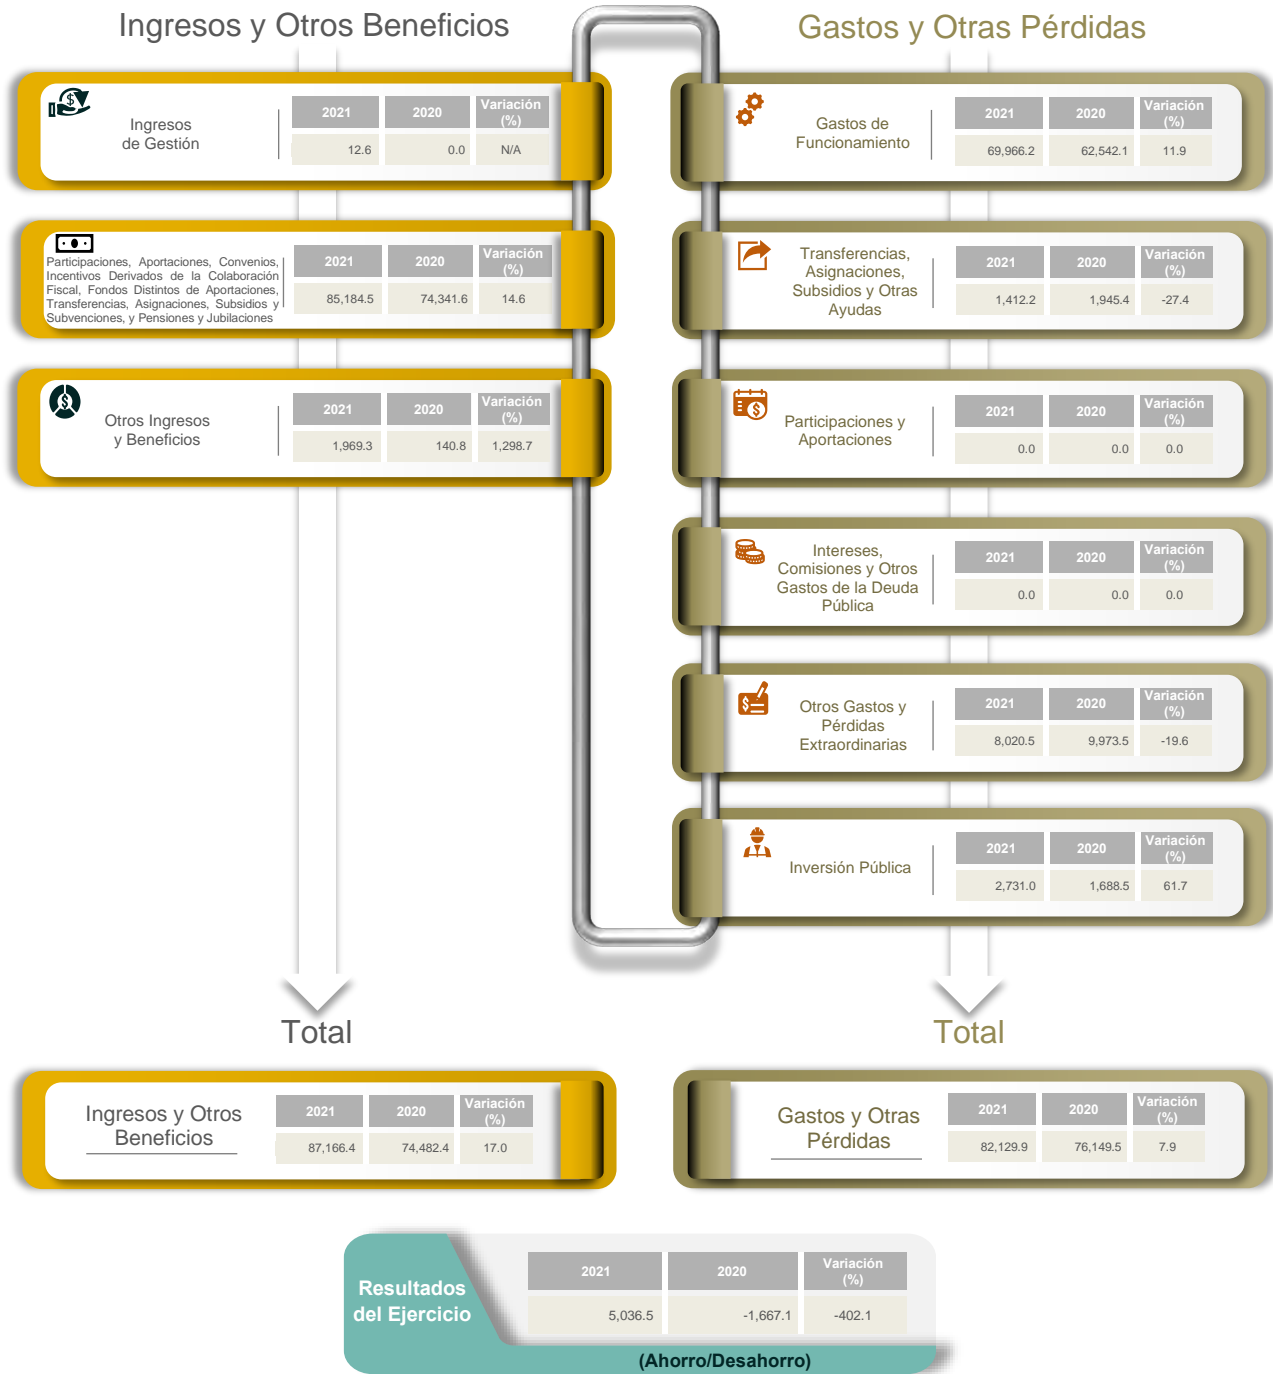 Ingresos y Otros Beneficios
Ingresos
de Gestión
2021 2020 Variación
(%)
12.6 0.0 N/A
Participaciones, Aportaciones, Convenios,
Incentivos Derivados de la Colaboración
Fiscal, Fondos Distintos de Aportaciones,
Transferencias, Asignaciones, Subsidios y
Subvenciones, y Pensiones y Jubilaciones
2021 2020 Variación
(%)
85,184.5 74,341.6 14.6
Otros Ingresos
y Beneficios
2021 2020 Variación
(%)
1,969.3 140.8 1,298.7
Total
Ingresos y Otros
Beneficios
2021 2020 Variación
(%)
87,166.4 74,482.4 17.0
Gastos y Otras Pérdidas
Gastos de
Funcionamiento
2021 2020 Variación
(%)
69,966.2 62,542.1 11.9
Transferencias,
Asignaciones,
Subsidios y Otras
Ayudas
2021 2020 Variación
(%)
1,412.2 1,945.4 -27.4
Participaciones y
Aportaciones
2021 2020 Variación
(%)
0.0 0.0 0.0
Intereses,
Comisiones y Otros
Gastos de la Deuda
Pública
2021 2020 Variación
(%)
0.0 0.0 0.0
Otros Gastos y
Pérdidas
Extraordinarias
2021 2020 Variación
(%)
8,020.5 9,973.5 -19.6
Inversión Pública
2021 2020 Variación
(%)
2,731.0 1,688.5 61.7
Total
Gastos y Otras
Pérdidas
2021 2020 Variación
(%)
82,129.9 76,149.5 7.9
Resultados
del Ejercicio
2021 2020 Variación
(%)
5,036.5 -1,667.1 -402.1
(Ahorro/Desahorro)